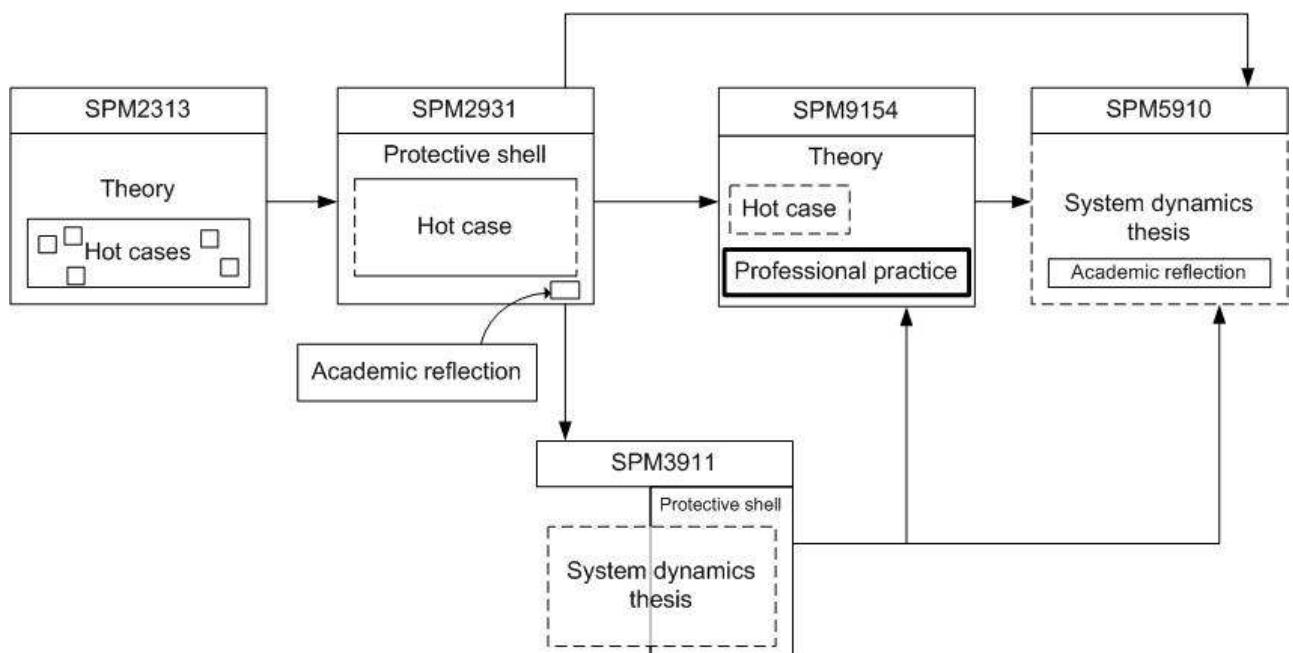 SPM2313
Theory
Hot cases
SPM2931
Protective shell
Hot case
Academic reflection
SPM9154
Theory
Hot case
Professional practice
SPM5910
System dynamics
thesis
Academic reflection
SPM3911
Protective shell
System dynamics
thesis